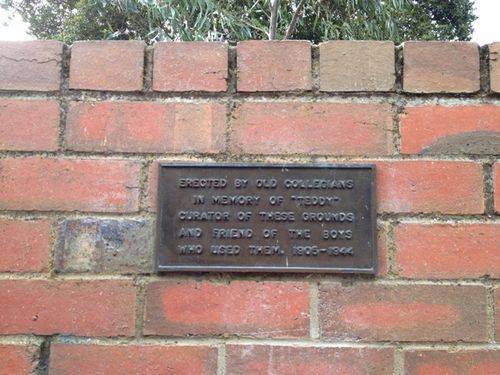 ERECTED BY OLD COLLEGIANS
IN MEMORY OF "TEDDY"
CURATOR OF THESE GROUNDS
AND FRIEND OF THE BOYS
WHO USED THEM. 1905-1944